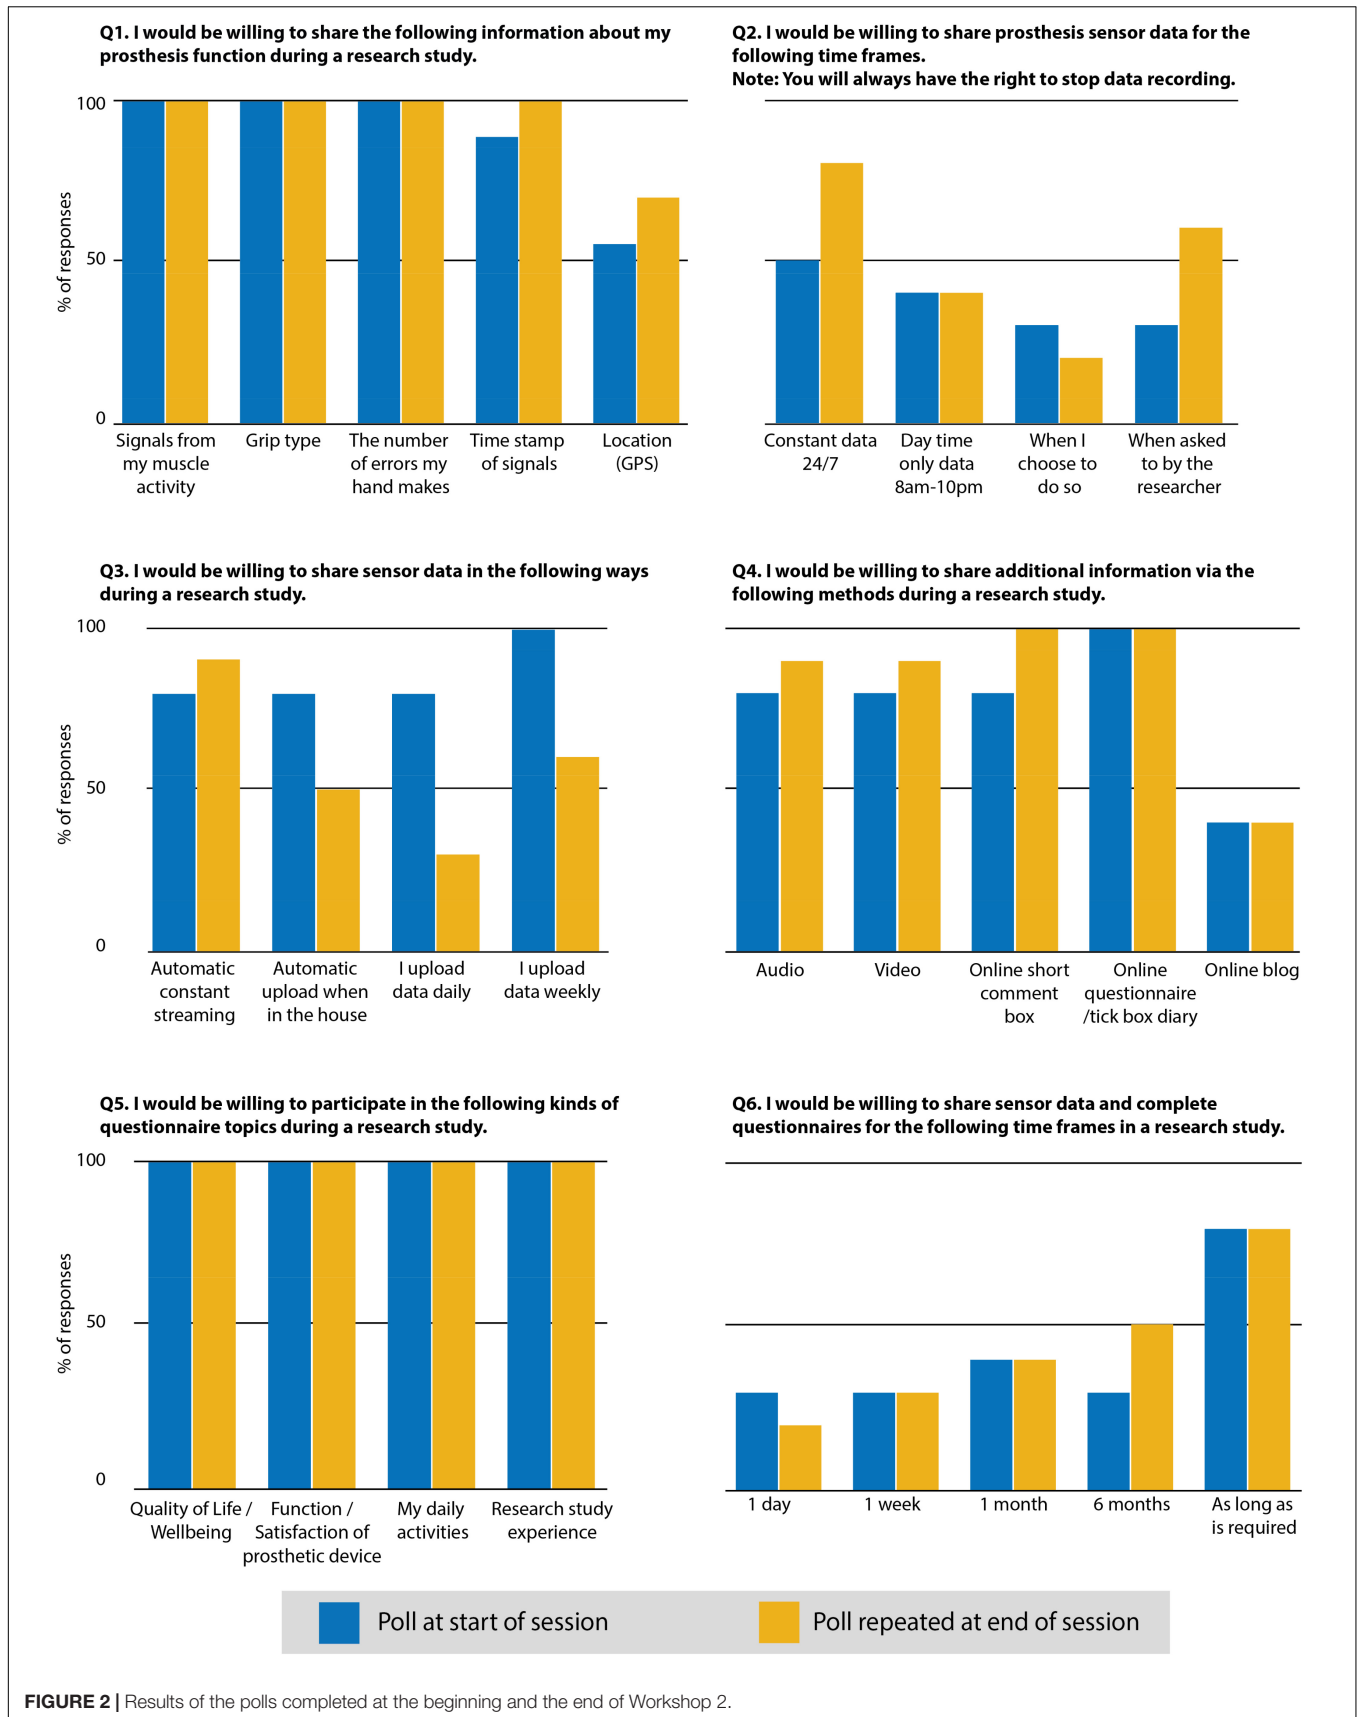 Q1. I would be willing to share the following information about my
prosthesis function during a research study.
100
50
0
% of responses
Signals from
my muscle
activity
Grip type
The number
of errors my
hand makes
Time stamp
of signals
Location
(GPS)
Q2. I would be willing to share prosthesis sensor data for the
following time frames.
Note: You will always have the right to stop data recording.
Constant data
24/7
Day time
only data
8am-10pm
When I
choose to
do so
When asked
to by the
researcher
Q3. I would be willing to share sensor data in the following ways
during a research study.
100
50
0
% of responses
Automatic
constant
streaming
Automatic
upload when
in the house
I upload
data daily
I upload
data weekly
Q4. I would be willing to share additional information via the
following methods during a research study.
Audio
Video
Online short
comment
box
Online
questionnaire
/tick box diary
Online blog
Q5. I would be willing to participate in the following kinds of
questionnaire topics during a research study.
100
50
0
% of responses
Quality of Life /
Wellbeing
Function /
Satisfaction of
prosthetic device
My daily
activities
Research study
experience
Q6. I would be willing to share sensor data and complete
questionnaires for the following time frames in a research study.
1 day
1 week
1 month
6 months
As long as
is required
Poll at start of session
Poll repeated at end of session
FIGURE 2 | Results of the polls completed at the beginning and the end of Workshop 2.